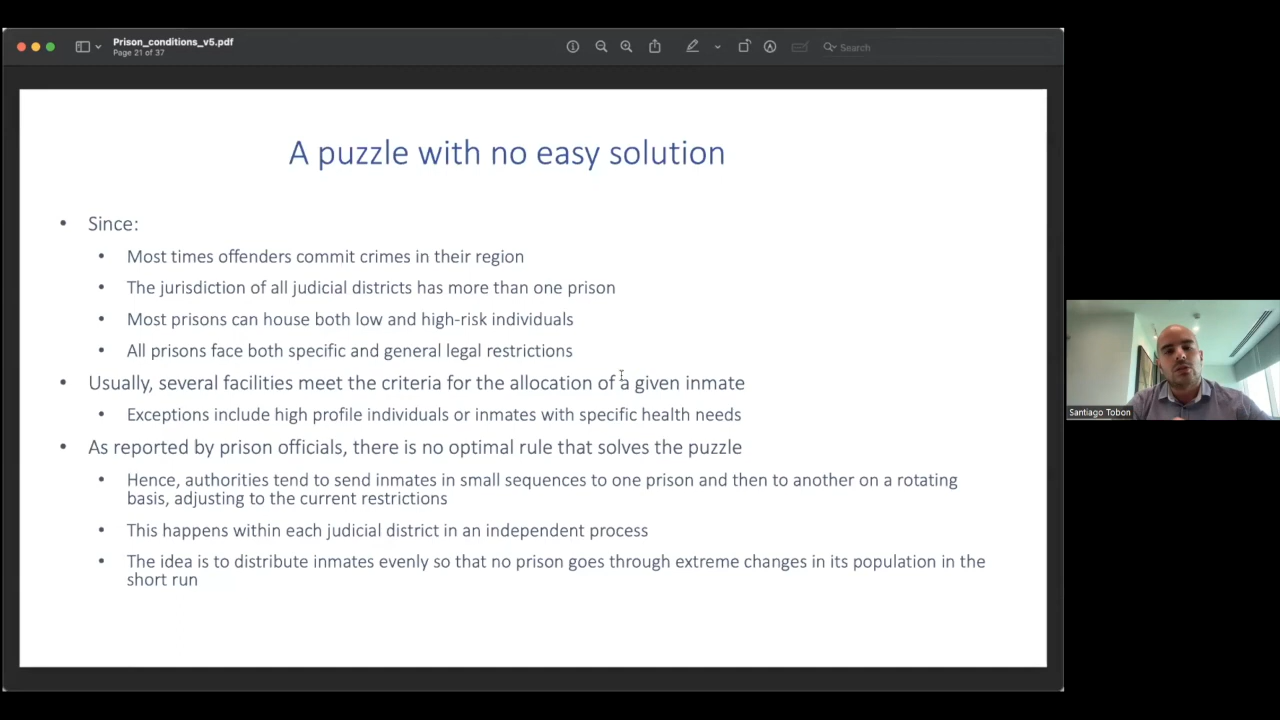 Prison_conditions_v5.pdf
Page 21 of 37
Search
A puzzle with no easy solution
• Since:
• Most times offenders commit crimes in their region
• The jurisdiction of all judicial districts has more than one prison
• Most prisons can house both low and high-risk individuals
• All prisons face both specific and general legal restrictions
• Usually, several facilities meet the criteria for the allocation of a given inmate
• Exceptions include high profile individuals or inmates with specific health needs
• As reported by prison officials, there is no optimal rule that solves the puzzle
• Hence, authorities tend to send inmates in small sequences to one prison and then to another on a rotating
basis, adjusting to the current restrictions
• This happens within each judicial district in an independent process
• The idea is to distribute inmates evenly so that no prison goes through extreme changes in its population in the
short run
Santiago Tobon